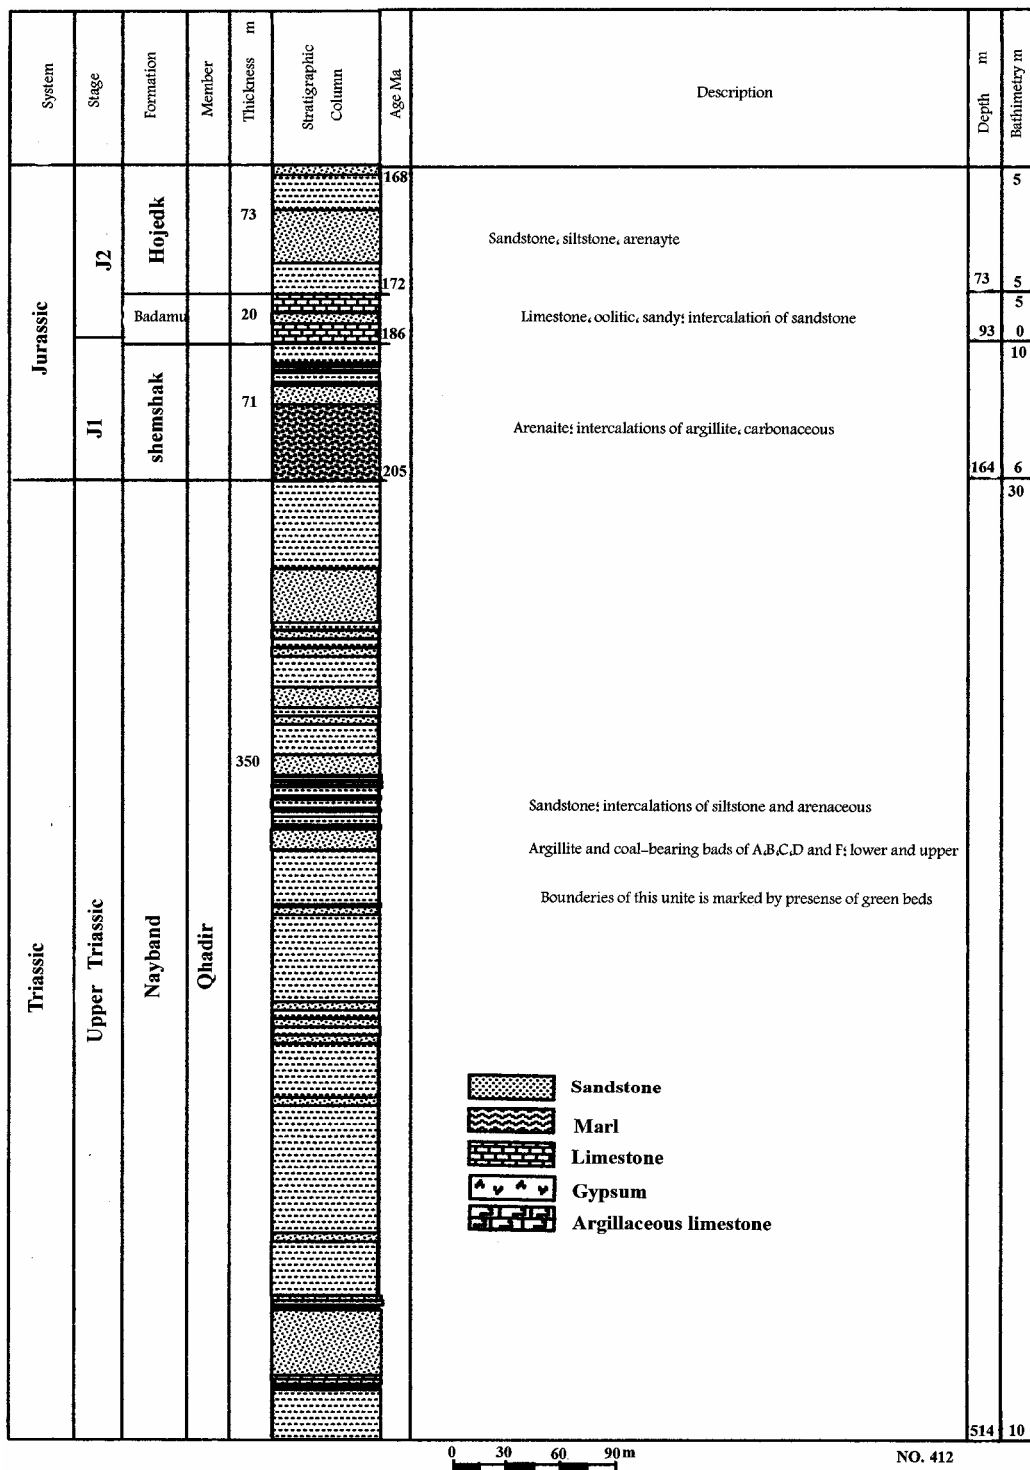 System
Stage
Formation
Member
Thickness m
Stratigraphic
Column
Age Ma
Description
Depth m
Bathimetry m
Jurassic
J2
Hojedk
73
168
172
Sandstone، siltstone، arenayte
73
5
5
Badamu
20
186
Limestone، oolitic، sandy؛ intercalation of sandstone
93
5
0
J1
shemshak
71
205
Arenaite؛ intercalations of argillite، carbonaceous
164
10
6
Triassic
Upper Triassic
Nayband
Qhadir
350
30
Sandstone؛ intercalations of siltstone and arenaceous
Argillite and coal-bearing bads of A،B،C،D and F؛ lower and upper
Bounderies of this unite is marked by presense of green beds
514
10
Sandstone
Marl
Limestone
Gypsum
Argillaceous limestone
0 30 60 90 m
NO. 412